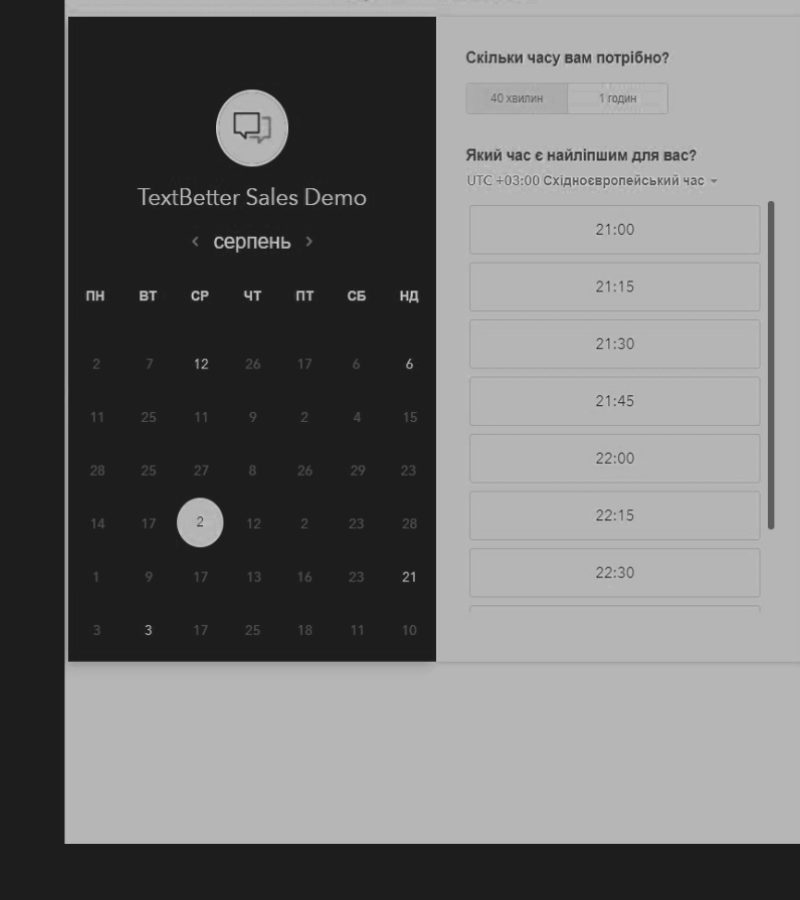 TextBetter Sales Demo
серпень
ПН ВТ СР ЧТ ПТ СБ НД
2 7 12 26 17 6 6
11 25 11 9 2 4 15
28 25 27 8 26 29 23
14 17 2 12 2 23 28
1 9 17 13 16 23 21
3 3 17 25 18 11 10
Скільки часу вам потрібно?
40 хвилин 1 годин
Який час є найліпшим для вас?
UTC +03:00 Східноєвропейський час
21:00
21:15
21:30
21:45
22:00
22:15
22:30